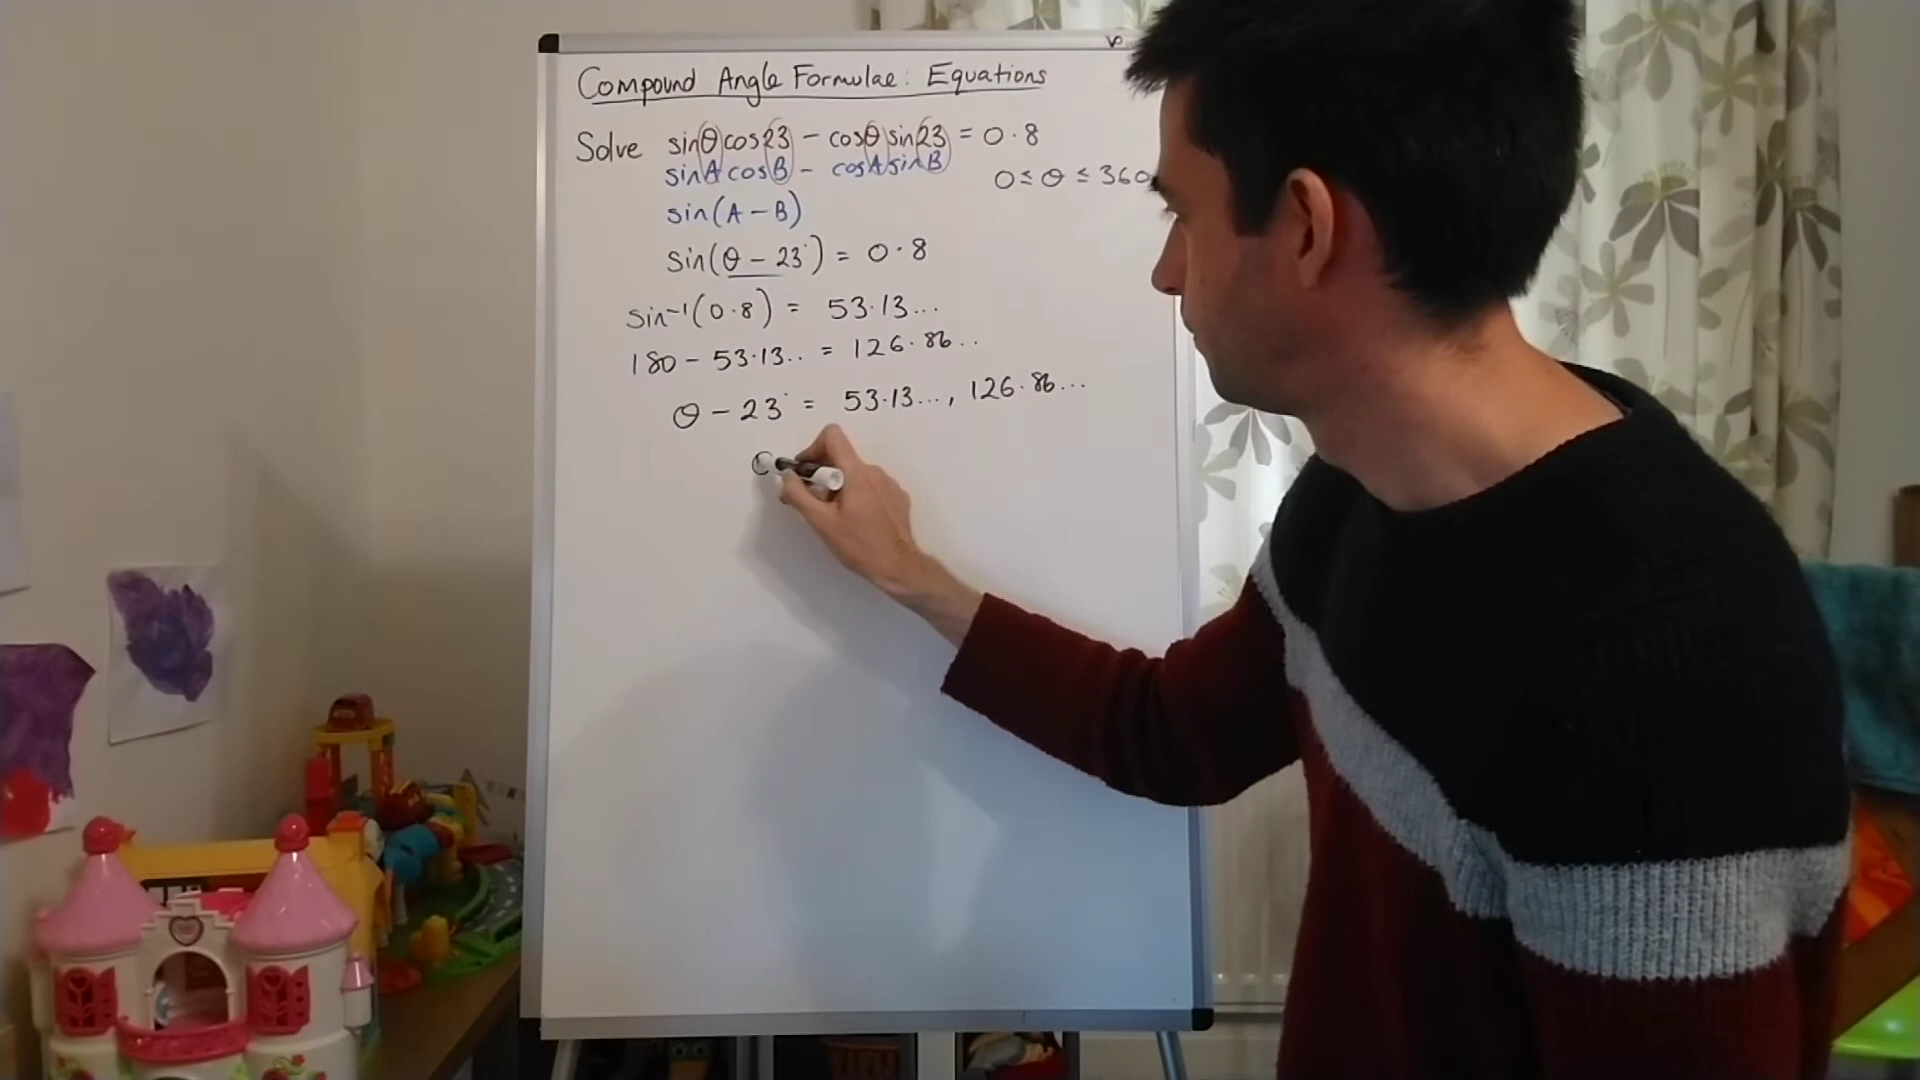 Compound Angle Formulae: Equations
Solve sinθcos23 - cosθsin23 = 0.8
sinAcosB - cosAsinB
0 ≤ θ ≤ 360
sin(A - B)
sin(θ - 23°) = 0.8
sin⁻¹(0.8) = 53.13...
180 - 53.13.. = 126.86..
θ - 23° = 53.13..., 126.86...